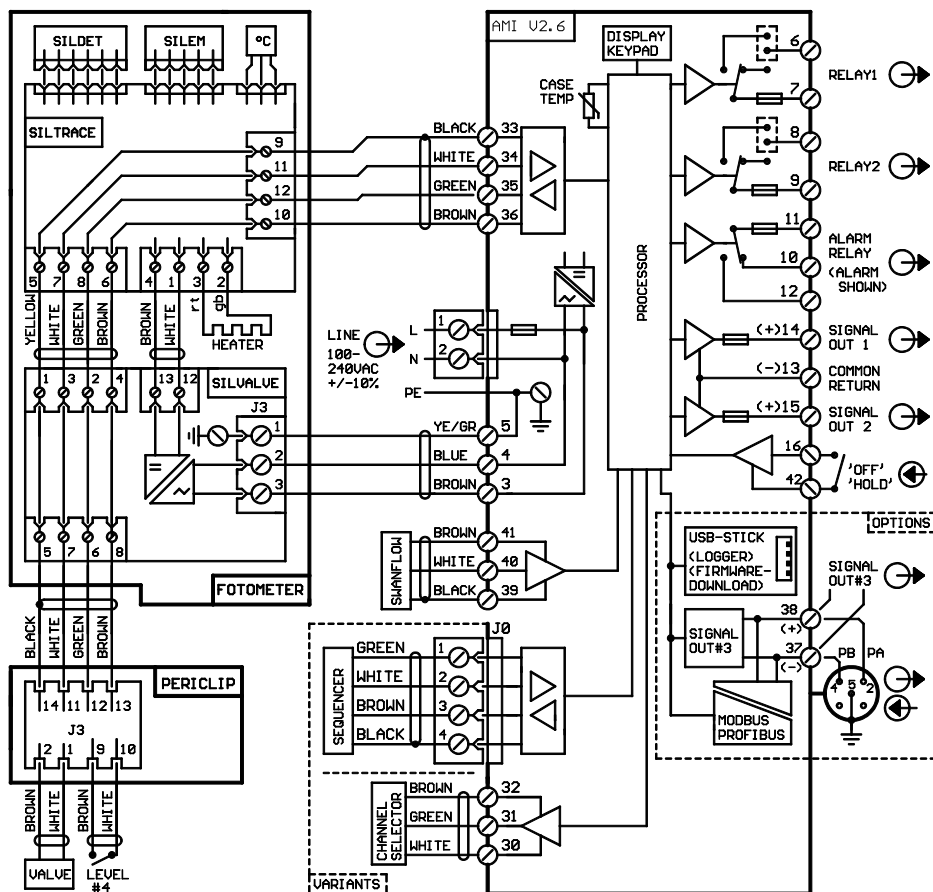 SILDET
SILEM
°C
SILTRACE
9
11
12
10
5
7
8
6
4
1
3
2
YELLOW
WHITE
GREEN
BROWN
BROWN
WHITE
rt
gb
HEATER
1
3
2
4
13
12
SILVALVE
J3
1
2
3
5
7
6
8
FOTOMETER
BLACK
WHITE
GREEN
BROWN
PERICLIP
14
11
12
13
J3
2
1
9
10
BROWN
WHITE
BROWN
WHITE
VALVE
LEVEL
#4
AMI V2.6
DISPLAY
KEYPAD
CASE
TEMP
PROCESSOR
BLACK 33
WHITE 34
GREEN 35
BROWN 36
LINE
100-
240VAC
+/-10%
L
N
1
2
PE
YE/GR 5
BLUE 4
BROWN 3
SWANFLOW
BROWN 41
WHITE 40
BLACK 39
J0
SEQUENCER
GREEN 1
WHITE 2
BROWN 3
BLACK 4
CHANNEL
SELECTOR
BROWN 32
GREEN 31
WHITE 30
VARIANTS
6
RELAY1
7
8
RELAY2
9
11
ALARM
RELAY
10
(ALARM
SHOWN)
12
(+)14
SIGNAL
OUT 1
(-)13
COMMON
RETURN
(+)15
SIGNAL
OUT 2
16
'OFF'
'HOLD'
42
OPTIONS
USB-STICK
(LOGGER)
(FIRMWARE-
DOWNLOAD)
SIGNAL
OUT#3
38
(+)
SIGNAL
OUT#3
37
(-)
PB PA
4 5 2
MODBUS
PROFIBUS